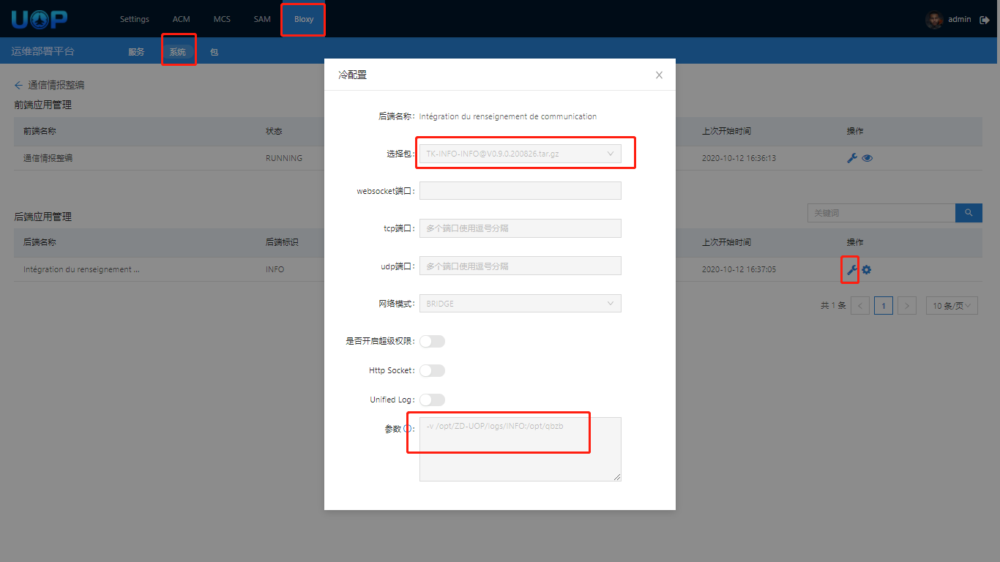 UOP Settings ACM MCS SAM Bloxy admin
运维部署平台 服务 系统 包
通信情报整编
前端应用管理
前端名称 状态 上次开始时间 操作
通信情报整编 RUNNING 2020-10-12 16:36:13
后端应用管理 关键词
后端名称 后端标识 上次开始时间 操作
Intégration du renseignement ... INFO 2020-10-12 16:37:05
共 1 条 < 1 > 10 条/页
冷配置
后端名称: Intégration du renseignement de communication
选择包: TK-INFO-INFO@V0.9.0.200826.tar.gz
websocket端口:
tcp端口: 多个端口使用逗号分隔
udp端口: 多个端口使用逗号分隔
网络模式: BRIDGE
是否开启超级权限:
Http Socket:
Unified Log:
参数 : -v /opt/ZD-UOP/logs/INFO:/opt/qbzb